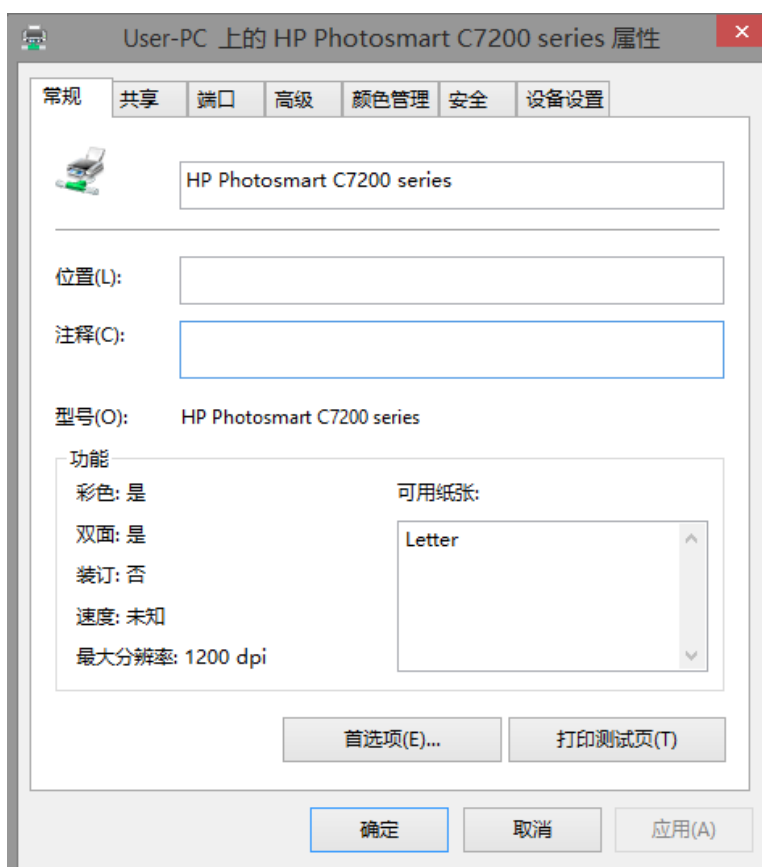 User-PC 上的 HP Photosmart C7200 series 属性
常规 共享 端口 高级 颜色管理 安全 设备设置
HP Photosmart C7200 series
位置(L):
注释(C):
型号(O): HP Photosmart C7200 series
功能
彩色: 是 可用纸张:
双面: 是 Letter
装订: 否
速度: 未知
最大分辨率: 1200 dpi
首选项(E)... 打印测试页(T)
确定 取消 应用(A)